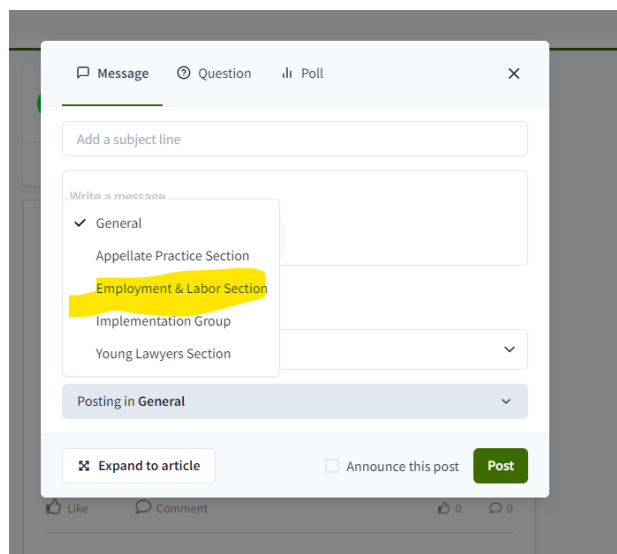 Message Question Poll
Add a subject line
Write a message
General
Appellate Practice Section
Employment & Labor Section
Implementation Group
Young Lawyers Section
Posting in General
Expand to article Announce this post Post
Like Comment 0 0